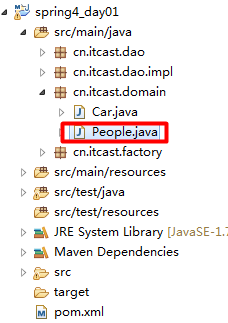 spring4_day01
src/main/java
cn.itcast.dao
cn.itcast.dao.impl
cn.itcast.domain
Car.java
People.java
cn.itcast.factory
src/main/resources
src/test/java
src/test/resources
JRE System Library [JavaSE-1.7
Maven Dependencies
src
target
pom.xml